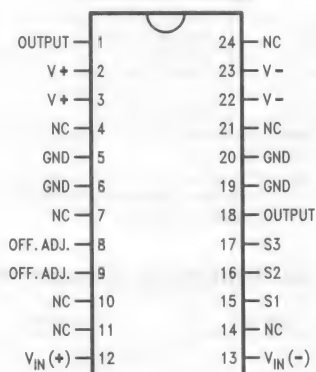 OUTPUT 1 24 NC
V+ 2 23 V-
V+ 3 22 V-
NC 4 21 NC
GND 5 20 GND
GND 6 19 GND
NC 7 18 OUTPUT
OFF. ADJ. 8 17 S3
OFF. ADJ. 9 16 S2
NC 10 15 S1
NC 11 14 NC
VIN(+) 12 13 VIN(-)